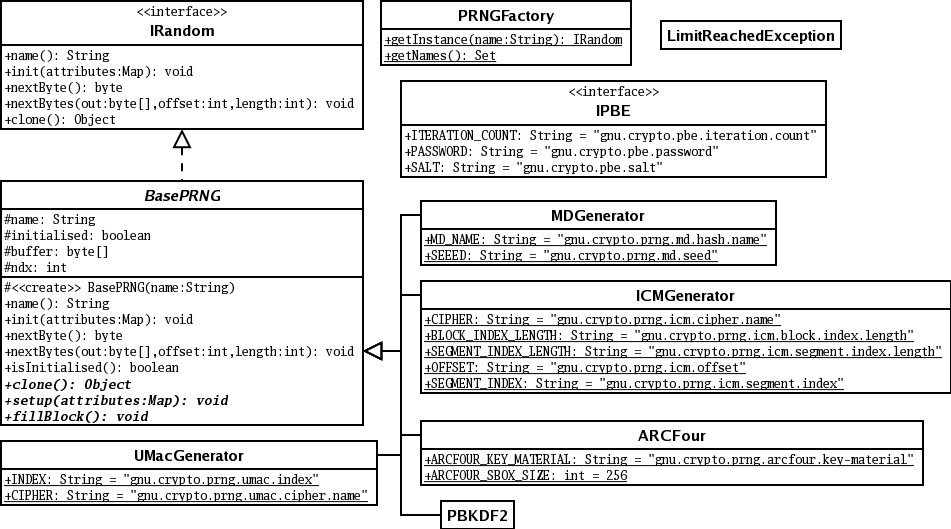 <<interface>>
IRandom
+name(): String
+init(attributes:Map): void
+nextByte(): byte
+nextBytes(out:byte[],offset:int,length:int): void
+clone(): Object
PRNGFactory
+getInstance(name:String): IRandom
+getNames(): Set
LimitReachedException
<<interface>>
IPBE
+ITERATION_COUNT: String = "gnu.crypto.pbe.iteration.count"
+PASSWORD: String = "gnu.crypto.pbe.password"
+SALT: String = "gnu.crypto.pbe.salt"
BasePRNG
#name: String
#initialised: boolean
#buffer: byte[]
#ndx: int
#<<create>> BasePRNG(name:String)
+name(): String
+init(attributes:Map): void
+nextByte(): byte
+nextBytes(out:byte[],offset:int,length:int): void
+isInitialised(): boolean
+clone(): Object
+setup(attributes:Map): void
+fillBlock(): void
MDGenerator
+MD_NAME: String = "gnu.crypto.prng.md.hash.name"
+SEEED: String = "gnu.crypto.prng.md.seed"
ICMGenerator
+CIPHER: String = "gnu.crypto.prng.icm.cipher.name"
+BLOCK_INDEX_LENGTH: String = "gnu.crypto.prng.icm.block.index.length"
+SEGMENT_INDEX_LENGTH: String = "gnu.crypto.prng.icm.segment.index.length"
+OFFSET: String = "gnu.crypto.prng.icm.offset"
+SEGMENT_INDEX: String = "gnu.crypto.prng.icm.segment.index"
UMacGenerator
+INDEX: String = "gnu.crypto.prng.umac.index"
+CIPHER: String = "gnu.crypto.prng.umac.cipher.name"
ARCFour
+ARCFOUR_KEY_MATERIAL: String = "gnu.crypto.prng.arcfour.key-material"
+ARCFOUR_SBOX_SIZE: int = 256
PBKDF2